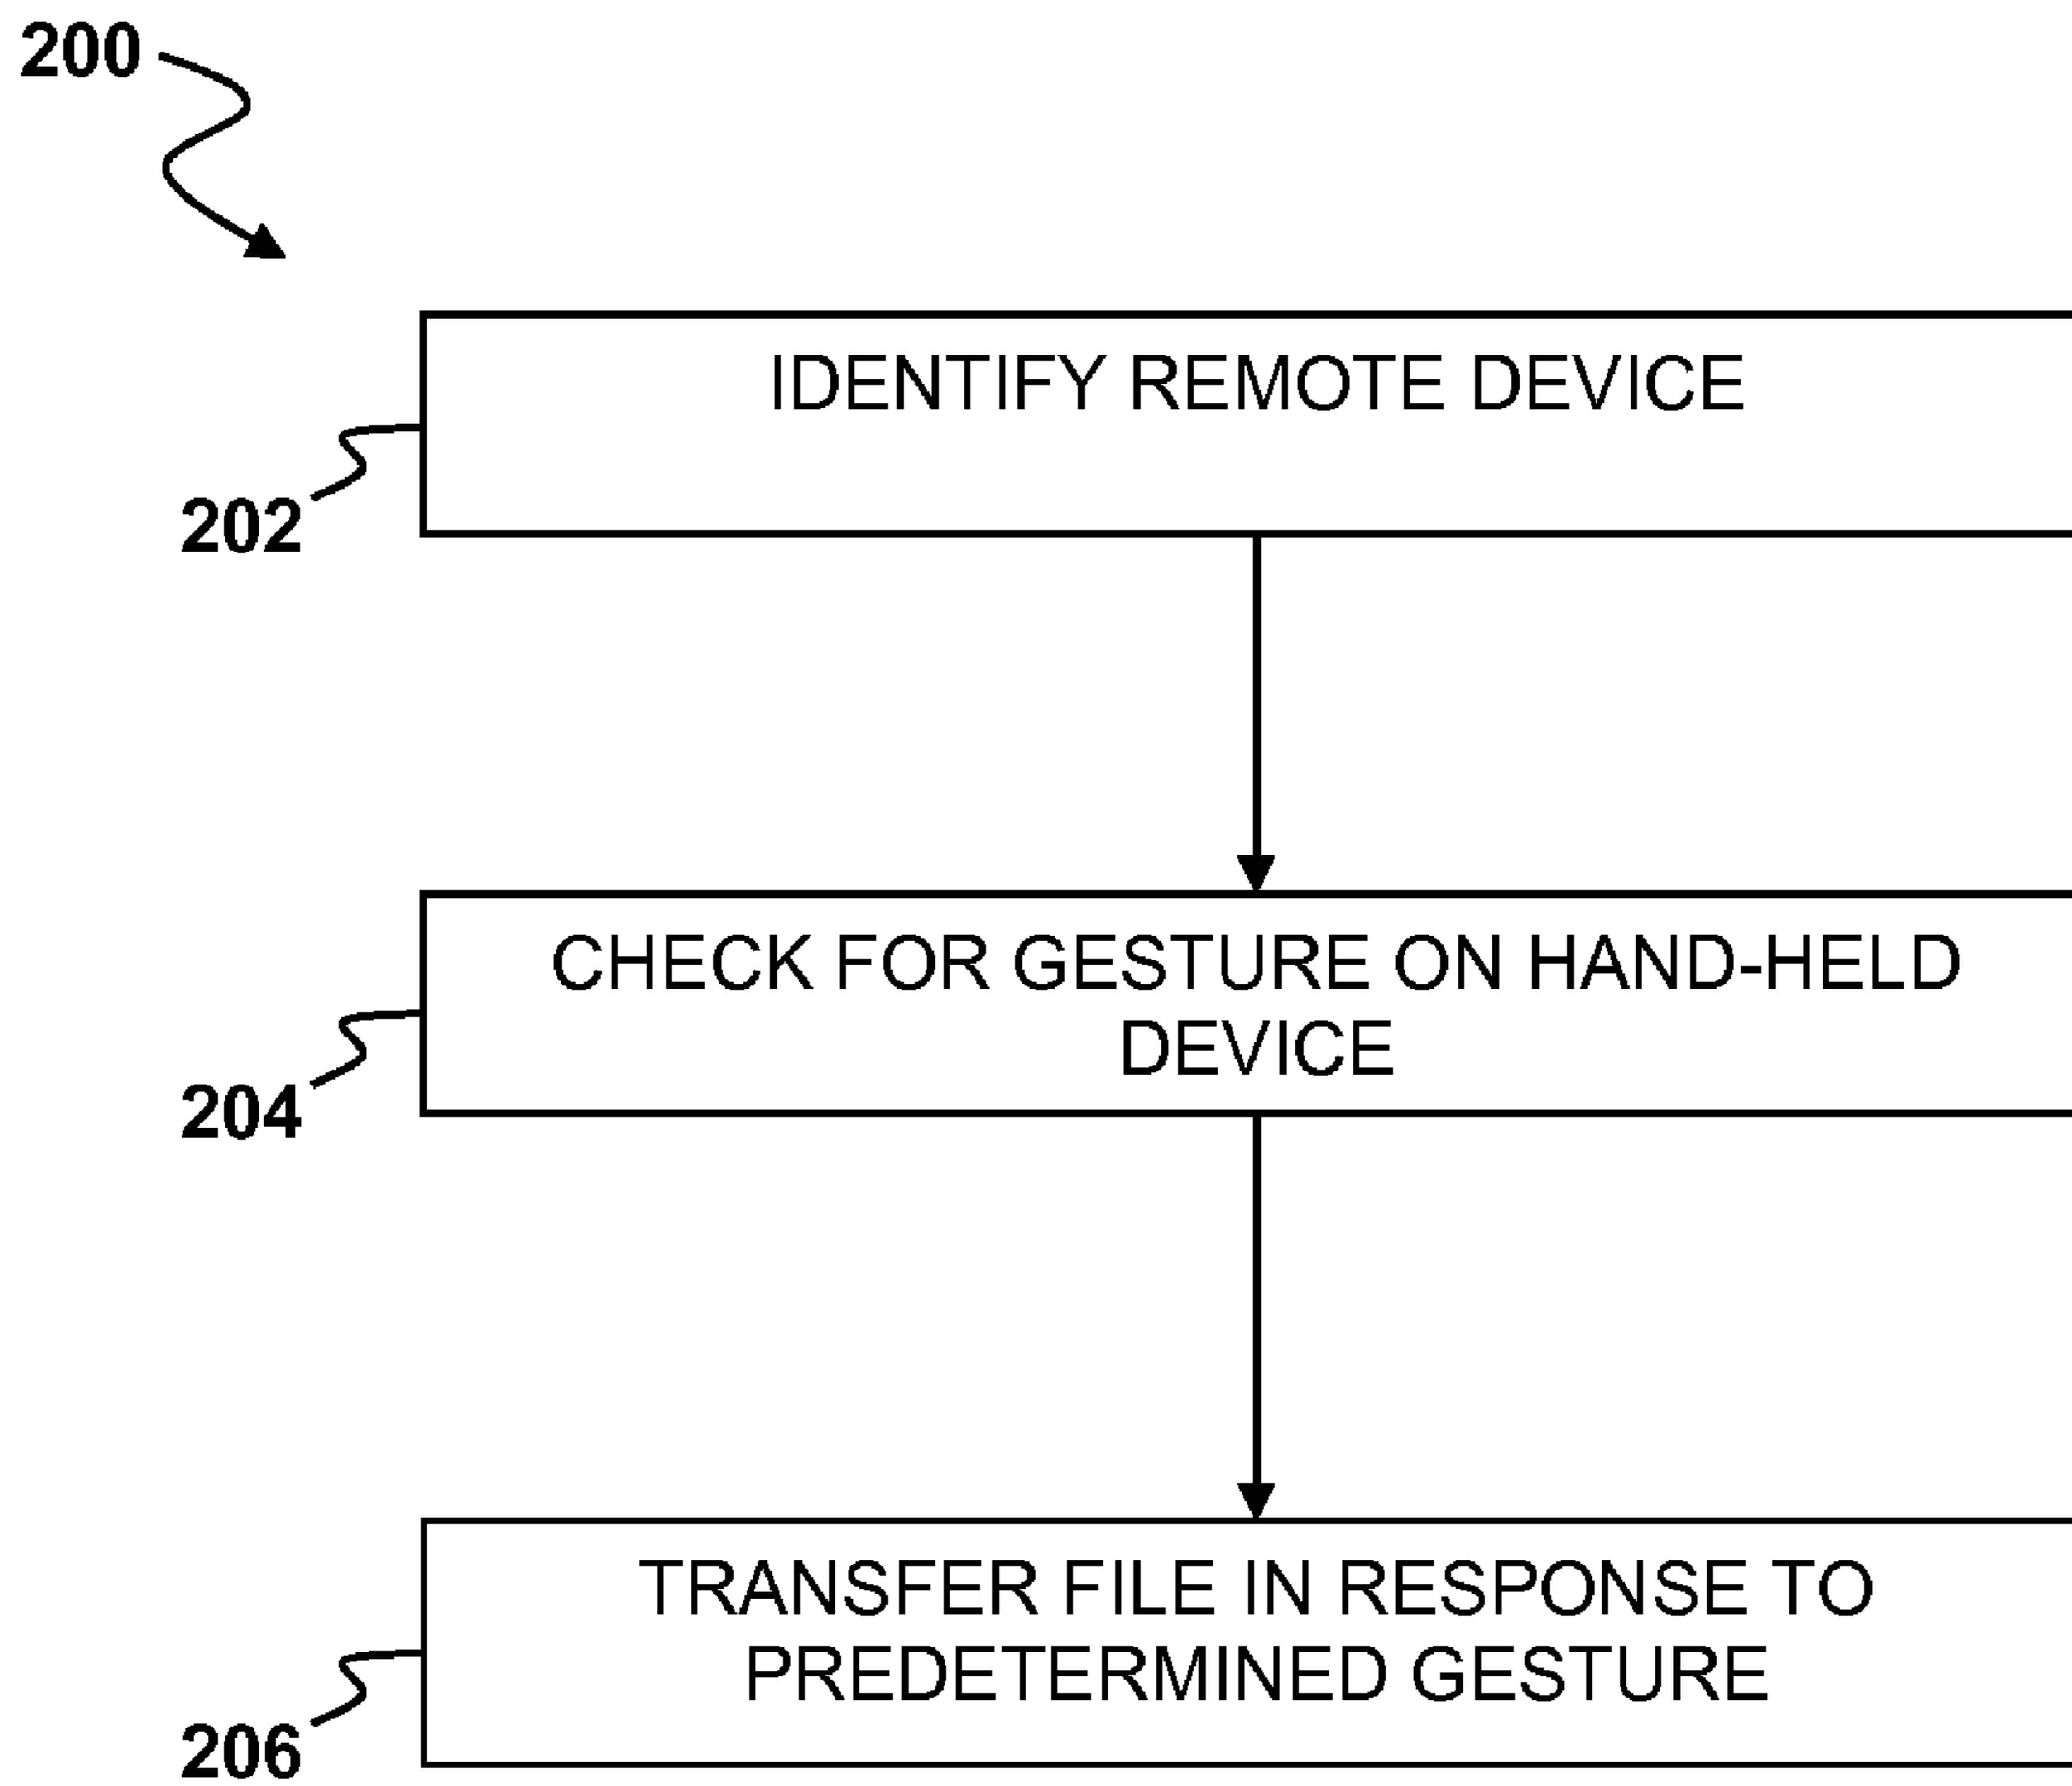 200
IDENTIFY REMOTE DEVICE
202
CHECK FOR GESTURE ON HAND-HELD
DEVICE
204
TRANSFER FILE IN RESPONSE TO
PREDETERMINED GESTURE
206